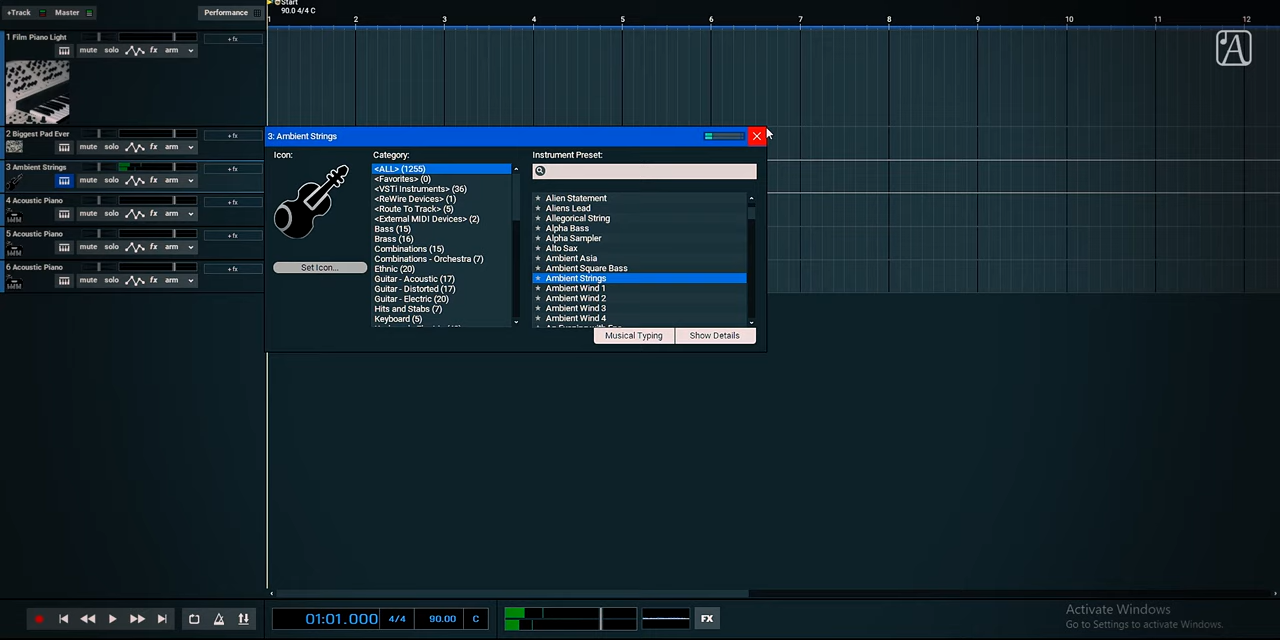 +Track Master Performance
Start
90.0 4/4 C
1 2 3 4 5 6 7 8 9 10 11 12
1 Film Piano Light
mute solo fx arm +fx
2 Biggest Pad Ever
mute solo fx arm +fx
3 Ambient Strings
mute solo fx arm +fx
4 Acoustic Piano
mute solo fx arm +fx
5 Acoustic Piano
mute solo fx arm +fx
6 Acoustic Piano
mute solo fx arm +fx
3: Ambient Strings
Icon:
Set Icon...
Category:
<ALL> (1255)
<Favorites> (0)
<VSTi Instruments> (36)
<ReWire Devices> (1)
<Route To Track> (5)
<External MIDI Devices> (2)
Bass (15)
Brass (16)
Combinations (15)
Combinations - Orchestra (7)
Ethnic (20)
Guitar - Acoustic (17)
Guitar - Distorted (17)
Guitar - Electric (20)
Hits and Stabs (7)
Keyboard (5)
Instrument Preset:
Alien Statement
Aliens Lead
Allegorical String
Alpha Bass
Alpha Sampler
Alto Sax
Ambient Asia
Ambient Square Bass
Ambient Strings
Ambient Wind 1
Ambient Wind 2
Ambient Wind 3
Ambient Wind 4
Musical Typing Show Details
01:01.000 4/4 90.00 C FX
Activate Windows
Go to Settings to activate Windows.